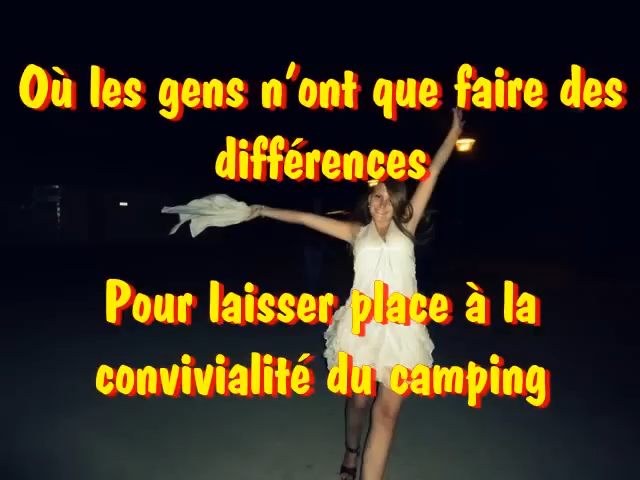 Où les gens n'ont que faire des
différences
Pour laisser place à la
convivialité du camping